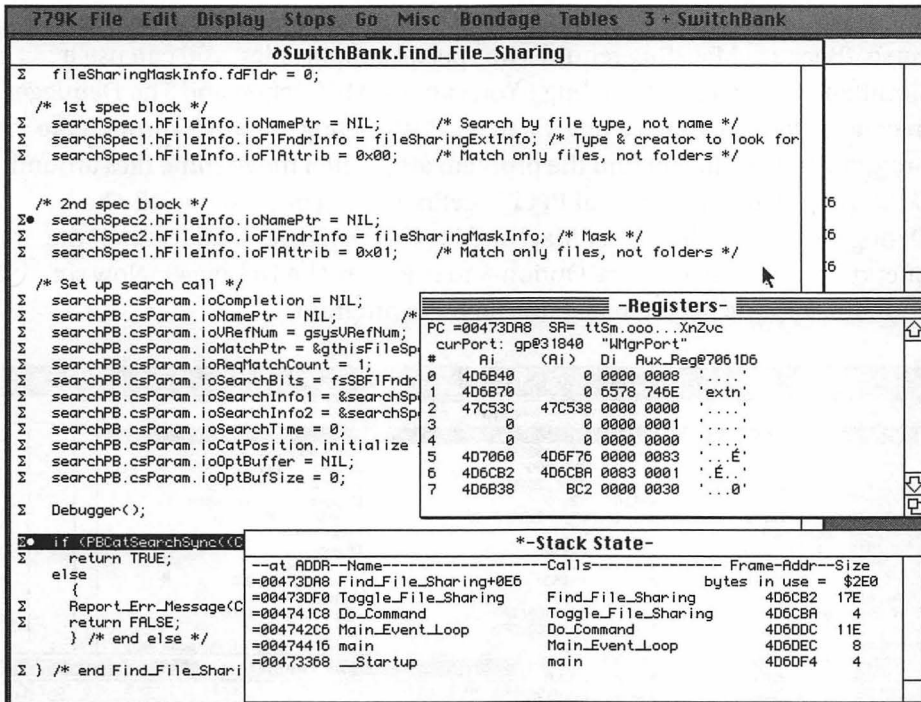 779K File Edit Display Stops Go Misc Bondage Tables 3 + SwitchBank
∂SwitchBank.Find_File_Sharing
Σ fileSharingMaskInfo.fdFldr = 0;
/* 1st spec block */
Σ searchSpec1.hFileInfo.ioNamePtr = NIL; /* Search by file type, not name */
Σ searchSpec1.hFileInfo.ioFlFndrInfo = fileSharingExtInfo; /* Type & creator to look for
Σ searchSpec1.hFileInfo.ioFlAttrib = 0x00; /* Match only files, not folders */
/* 2nd spec block */
Σ● searchSpec2.hFileInfo.ioNamePtr = NIL;
Σ searchSpec2.hFileInfo.ioFlFndrInfo = fileSharingMaskInfo; /* Mask */
Σ searchSpec1.hFileInfo.ioFlAttrib = 0x01; /* Match only files, not folders */
/* Set up search call */
Σ searchPB.csParam.ioCompletion = NIL;
Σ searchPB.csParam.ioNamePtr = NIL; /*
Σ searchPB.csParam.ioVRefNum = gsysVRefNum;
Σ searchPB.csParam.ioMatchPtr = &gthisFileSp
Σ searchPB.csParam.ioReqMatchCount = 1;
Σ searchPB.csParam.ioSearchBits = fsSBFlFndr
Σ searchPB.csParam.ioSearchInfo1 = &searchSp
Σ searchPB.csParam.ioSearchInfo2 = &searchSp
Σ searchPB.csParam.ioSearchTime = 0;
Σ searchPB.csParam.ioCatPosition.initialize =
Σ searchPB.csParam.ioOptBuffer = NIL;
Σ searchPB.csParam.ioOptBufSize = 0;
Σ Debugger();
Σ● if (PBCatSearchSync((C
Σ return TRUE;
else
{
Σ Report_Err_Message(C
Σ return FALSE;
} /* end else */
Σ } /* end Find_File_Shari
-Registers-
PC =00473DA8 SR= ttSm.ooo...XnZvc
curPort: gp@31840 "WMgrPort"
# Ai (Ai) Di Aux_Reg@7061D6
0 4D6B40 0 0000 0008 '....'
4D6B70 0 6578 746E 'extn'
2 47C53C 47C538 0000 0000 '....'
3 0 0 0000 0001 '....'
4 0 0 0000 0000 '....'
5 4D7060 4D6F76 0000 0083 '...É'
6 4D6CB2 4D6CBA 0083 0001 '.É..'
7 4D6B38 BC2 0000 0030 '...0'
*-Stack State-
--at ADDR--Name-----------------Calls-------------- Frame-Addr--Size
=00473DA8 Find_File_Sharing+0E6 bytes in use = $2E0
=00473DF0 Toggle_File_Sharing Find_File_Sharing 4D6CB2 17E
=004741C8 Do_Command Toggle_File_Sharing 4D6CBA 4
=004742C6 Main_Event_Loop Do_Command 4D6DDC 11E
=00474416 main Main_Event_Loop 4D6DEC 8
=00473368 __Startup main 4D6DF4 4